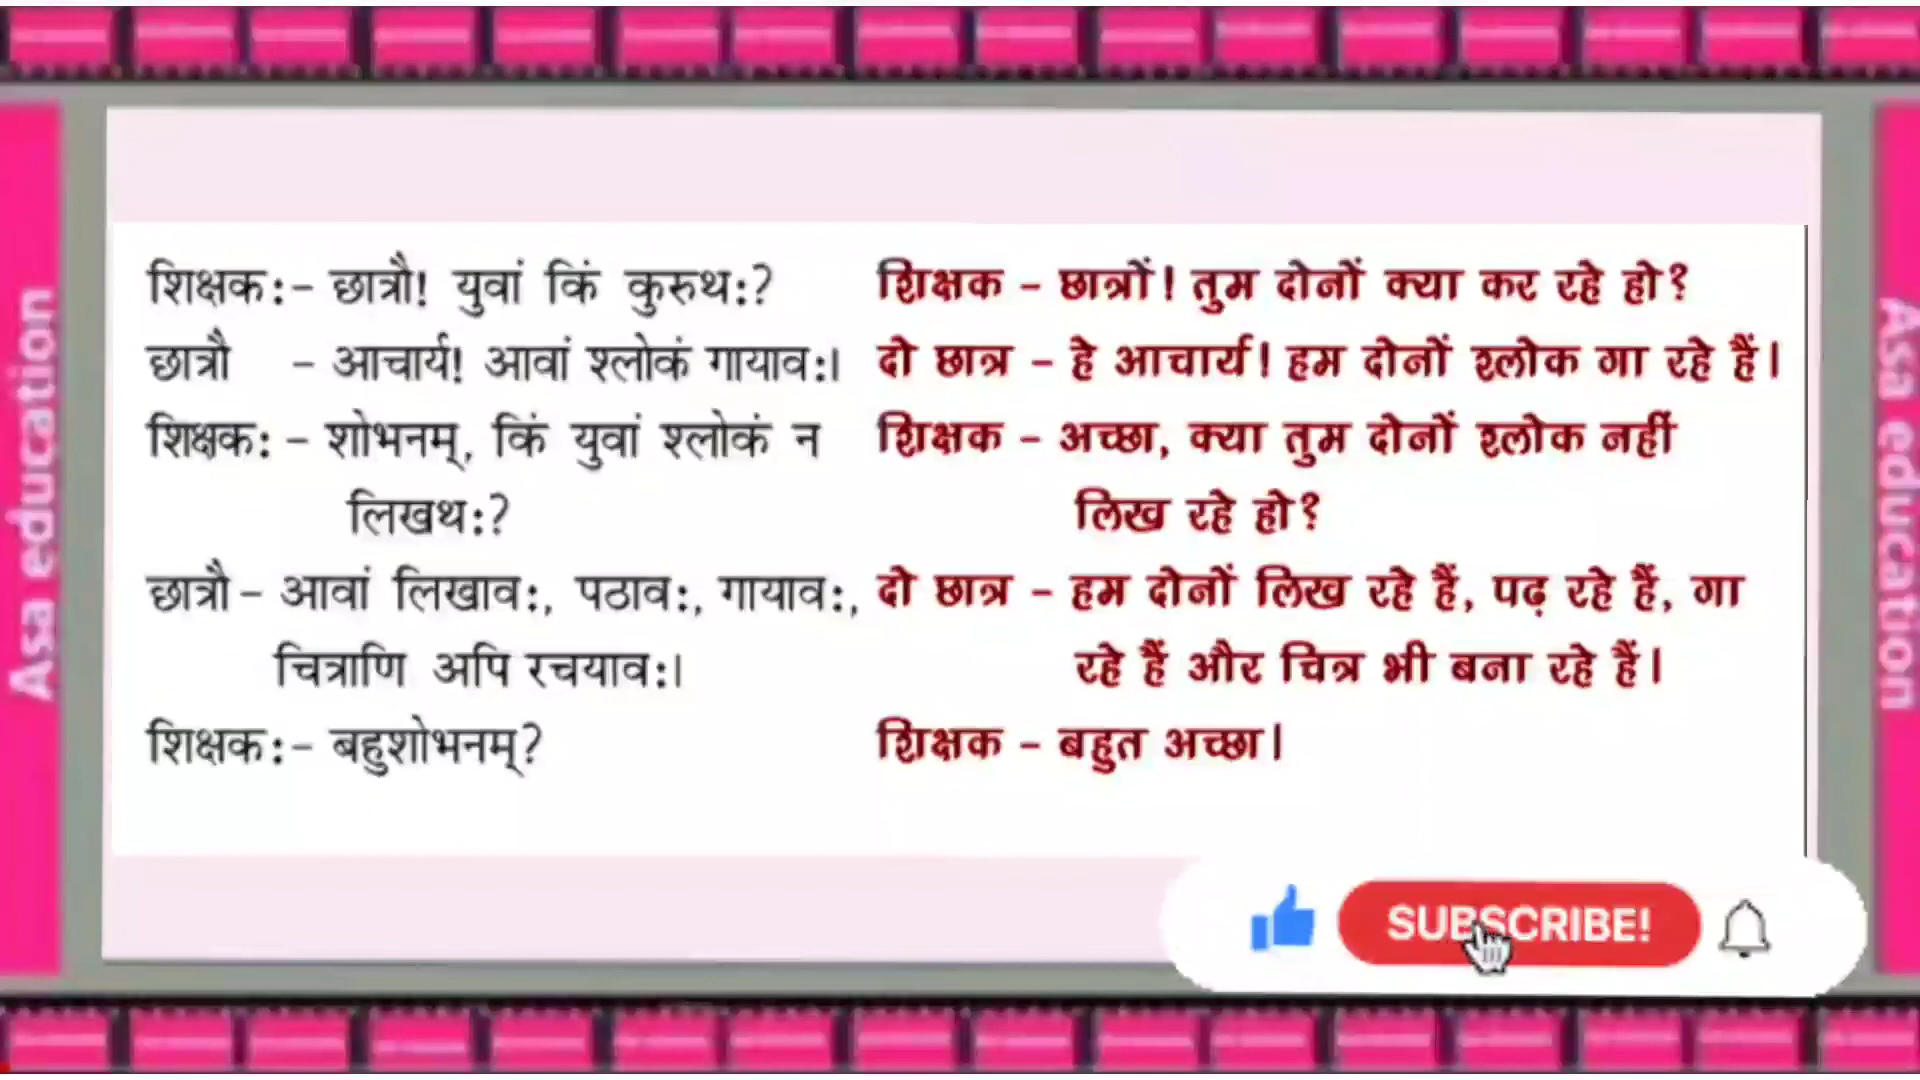 शिक्षक:- छात्रौ! युवां किं कुरुथ:?
छात्रौ - आचार्य! आवां श्लोकं गायाव:।
शिक्षक: - शोभनम्, किं युवां श्लोकं न
लिखथ:?
छात्रौ - आवां लिखाव:, पठाव:, गायाव:,
चित्राणि अपि रचयाव:।
शिक्षक:- बहुशोभनम्?
शिक्षक - छात्रों! तुम दोनों क्या कर रहे हो?
दो छात्र - हे आचार्य! हम दोनों श्लोक गा रहे हैं।
शिक्षक - अच्छा, क्या तुम दोनों श्लोक नहीं
लिख रहे हो?
दो छात्र - हम दोनों लिख रहे हैं, पढ़ रहे हैं, गा
रहे हैं और चित्र भी बना रहे हैं।
शिक्षक - बहुत अच्छा।
Asa education
Asa education
SUBSCRIBE!